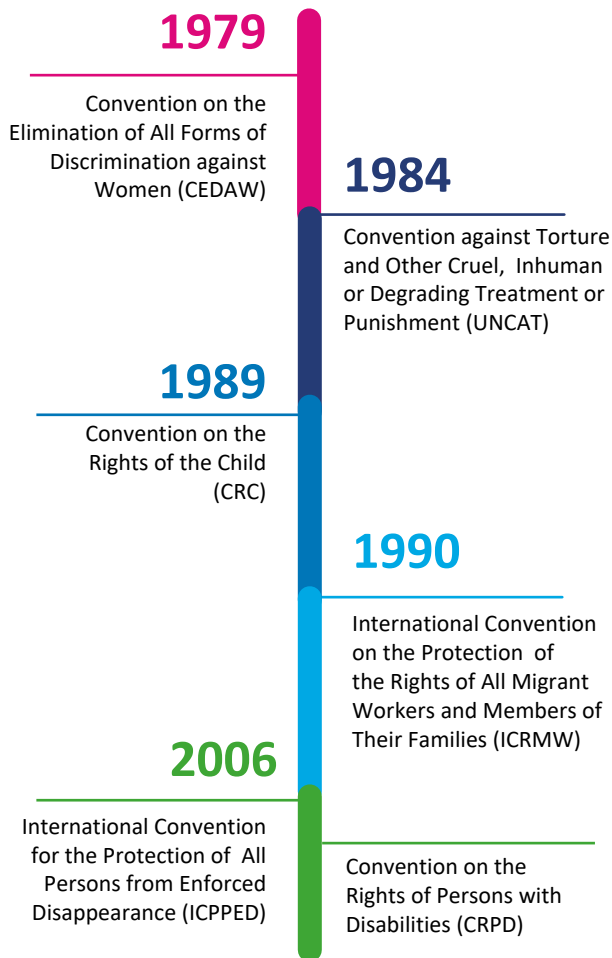 1979
Convention on the
Elimination of All Forms of
Discrimination against
Women (CEDAW)
1984
Convention against Torture
and Other Cruel, Inhuman
or Degrading Treatment or
Punishment (UNCAT)
1989
Convention on the
Rights of the Child
(CRC)
1990
International Convention
on the Protection of
the Rights of All Migrant
Workers and Members of
Their Families (ICRMW)
2006
International Convention
for the Protection of All
Persons from Enforced
Disappearance (ICPPED)
Convention on the
Rights of Persons with
Disabilities (CRPD)